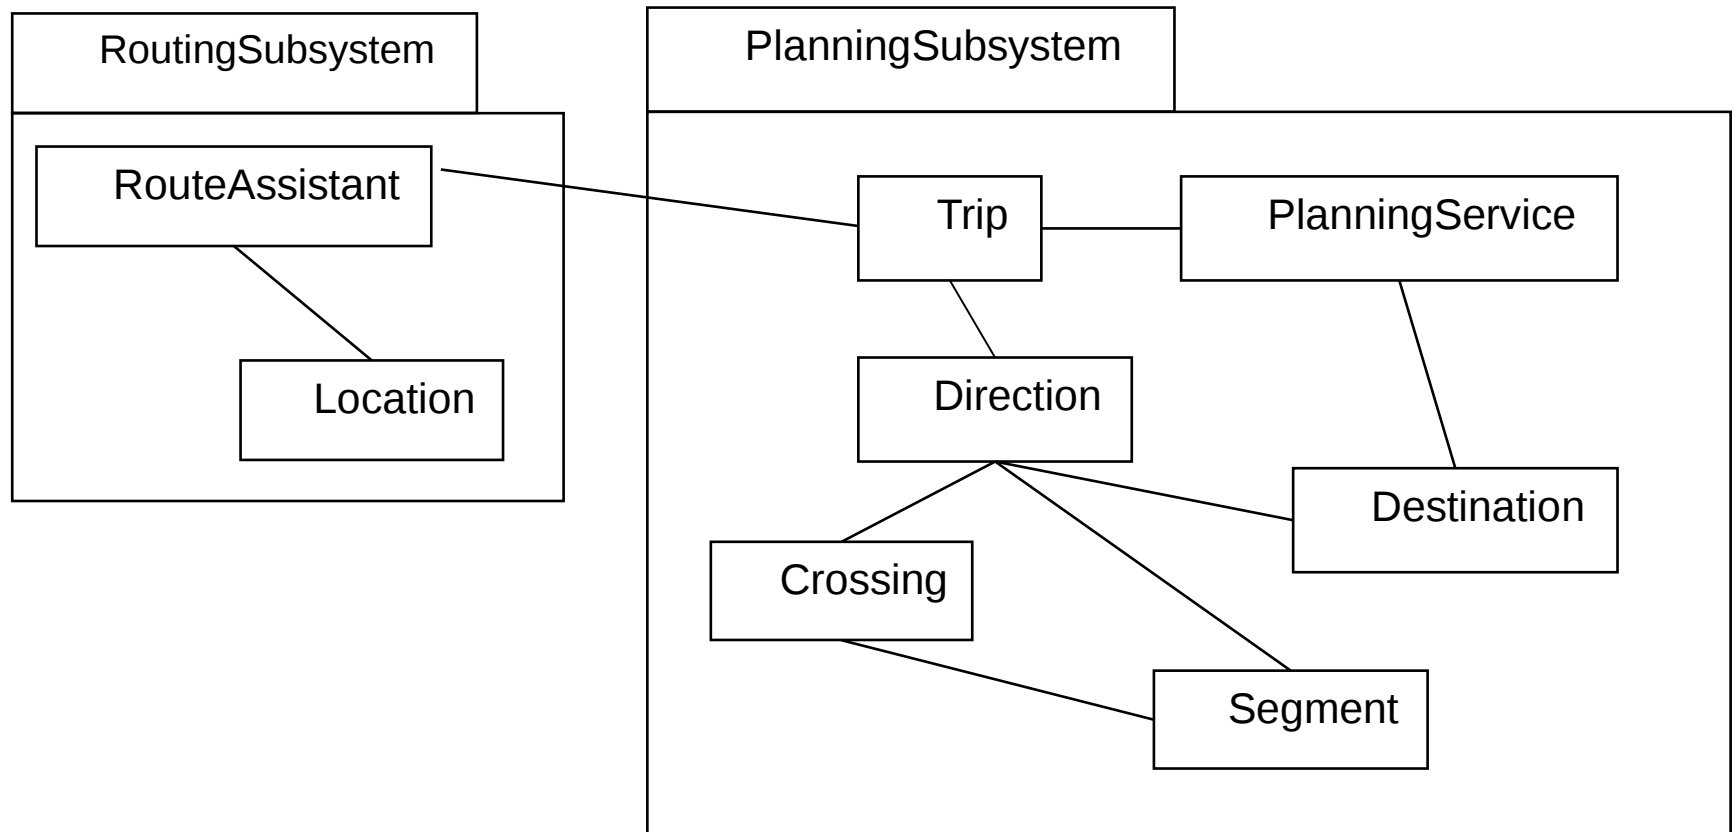 RoutingSubsystem
PlanningSubsystem
RouteAssistant
Trip
PlanningService
Location
Direction
Destination
Crossing
Segment